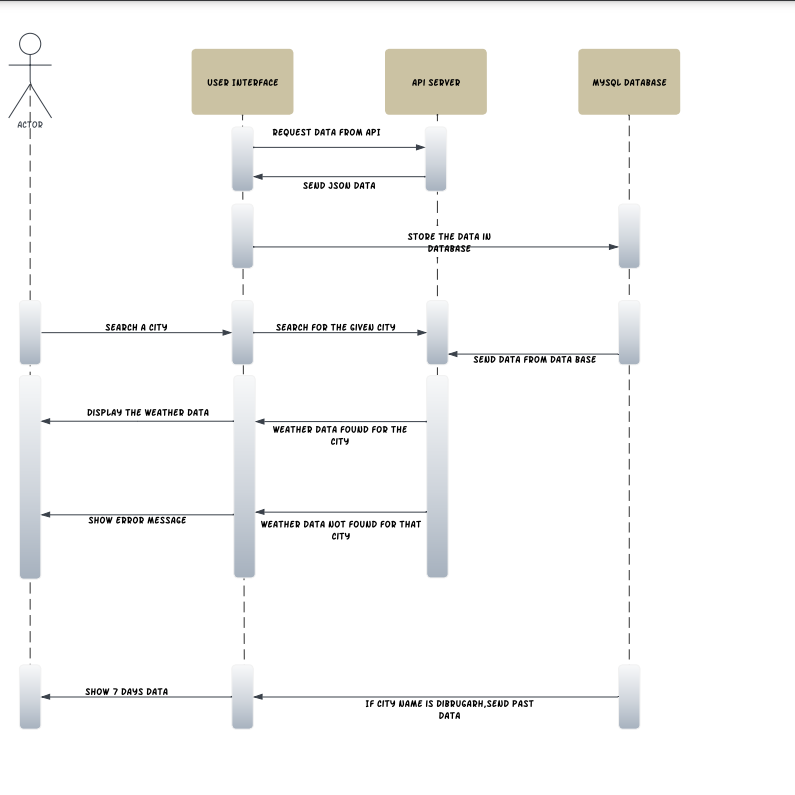 USER INTERFACE
API SERVER
MYSQL DATABASE
ACTOR
REQUEST DATA FROM API
SEND JSON DATA
STORE THE DATA IN
DATABASE
SEARCH A CITY
SEARCH FOR THE GIVEN CITY
SEND DATA FROM DATA BASE
DISPLAY THE WEATHER DATA
WEATHER DATA FOUND FOR THE
CITY
SHOW ERROR MESSAGE
WEATHER DATA NOT FOUND FOR THAT
CITY
SHOW 7 DAYS DATA
IF CITY NAME IS DIBRUGARH,SEND PAST
DATA